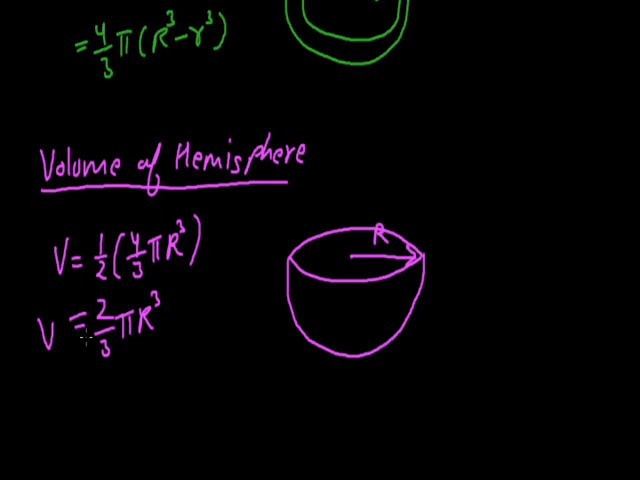 = 4/3 π(R³-r³)
Volume of Hemisphere
V = 1/2 (4/3 πR³)
R
V = 2/3 πR³